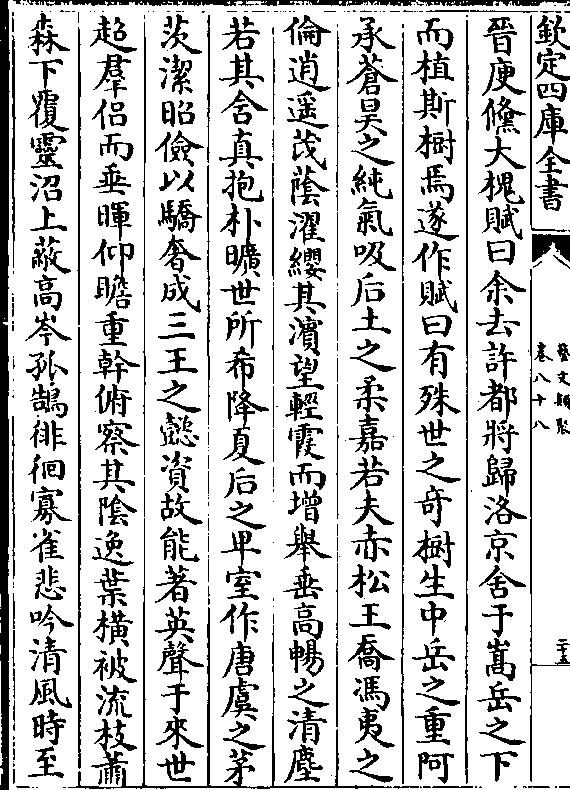 欽定四庫全書
藝文類聚
卷八十八
二十五
晉庾鯈大槐賦曰余去許都將歸洛京舍于嵩岳之下
而植斯樹焉遂作賦曰有殊世之奇樹生中岳之重阿
承蒼昊之純氣吸后土之柔嘉若夫赤松王喬馮夷之
倫逍遥茂蔭濯纓其濱望輕霞而增舉垂高暢之清塵
若其含真抱朴曠世所希降夏后之卑室作唐虞之茅
茨潔昭儉以驕奢成三王之懿資故能著英聲于來世
超羣侣而垂暉仰瞻重幹俯察其陰逸葉横被流枝蕭
森下覆靈沼上蔽高岑孤鵠徘徊寡雀悲吟清風時至